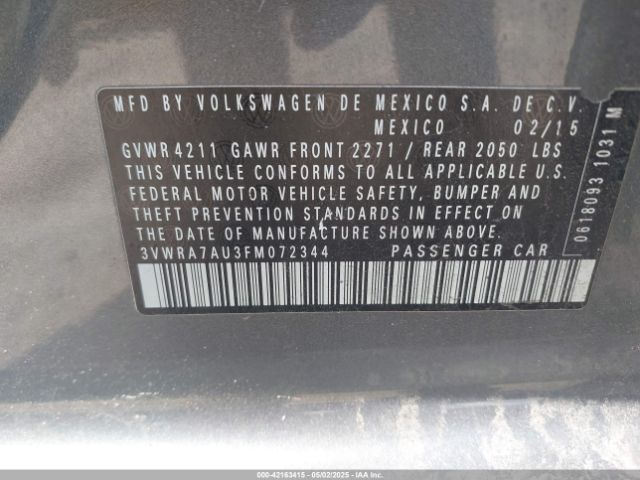 MFD BY VOLKSWAGEN DE MEXICO S.A. DE C.V.
MEXICO 02/15
GVWR 4211 GAWR FRONT 2271 / REAR 2050 LBS
THIS VEHICLE CONFORMS TO ALL APPLICABLE
FEDERAL MOTOR VEHICLE SAFETY, BUMPER AND
THEFT PREVENTION STANDARDS IN EFFECT ON
THE DATE OF MANUFACTURE SHOWN ABOVE.
3VWRA7AU3FM072344 PASSENGER CAR
0618093 1031 M
000-42163415 - 05/02/2025 - IAAI.COM